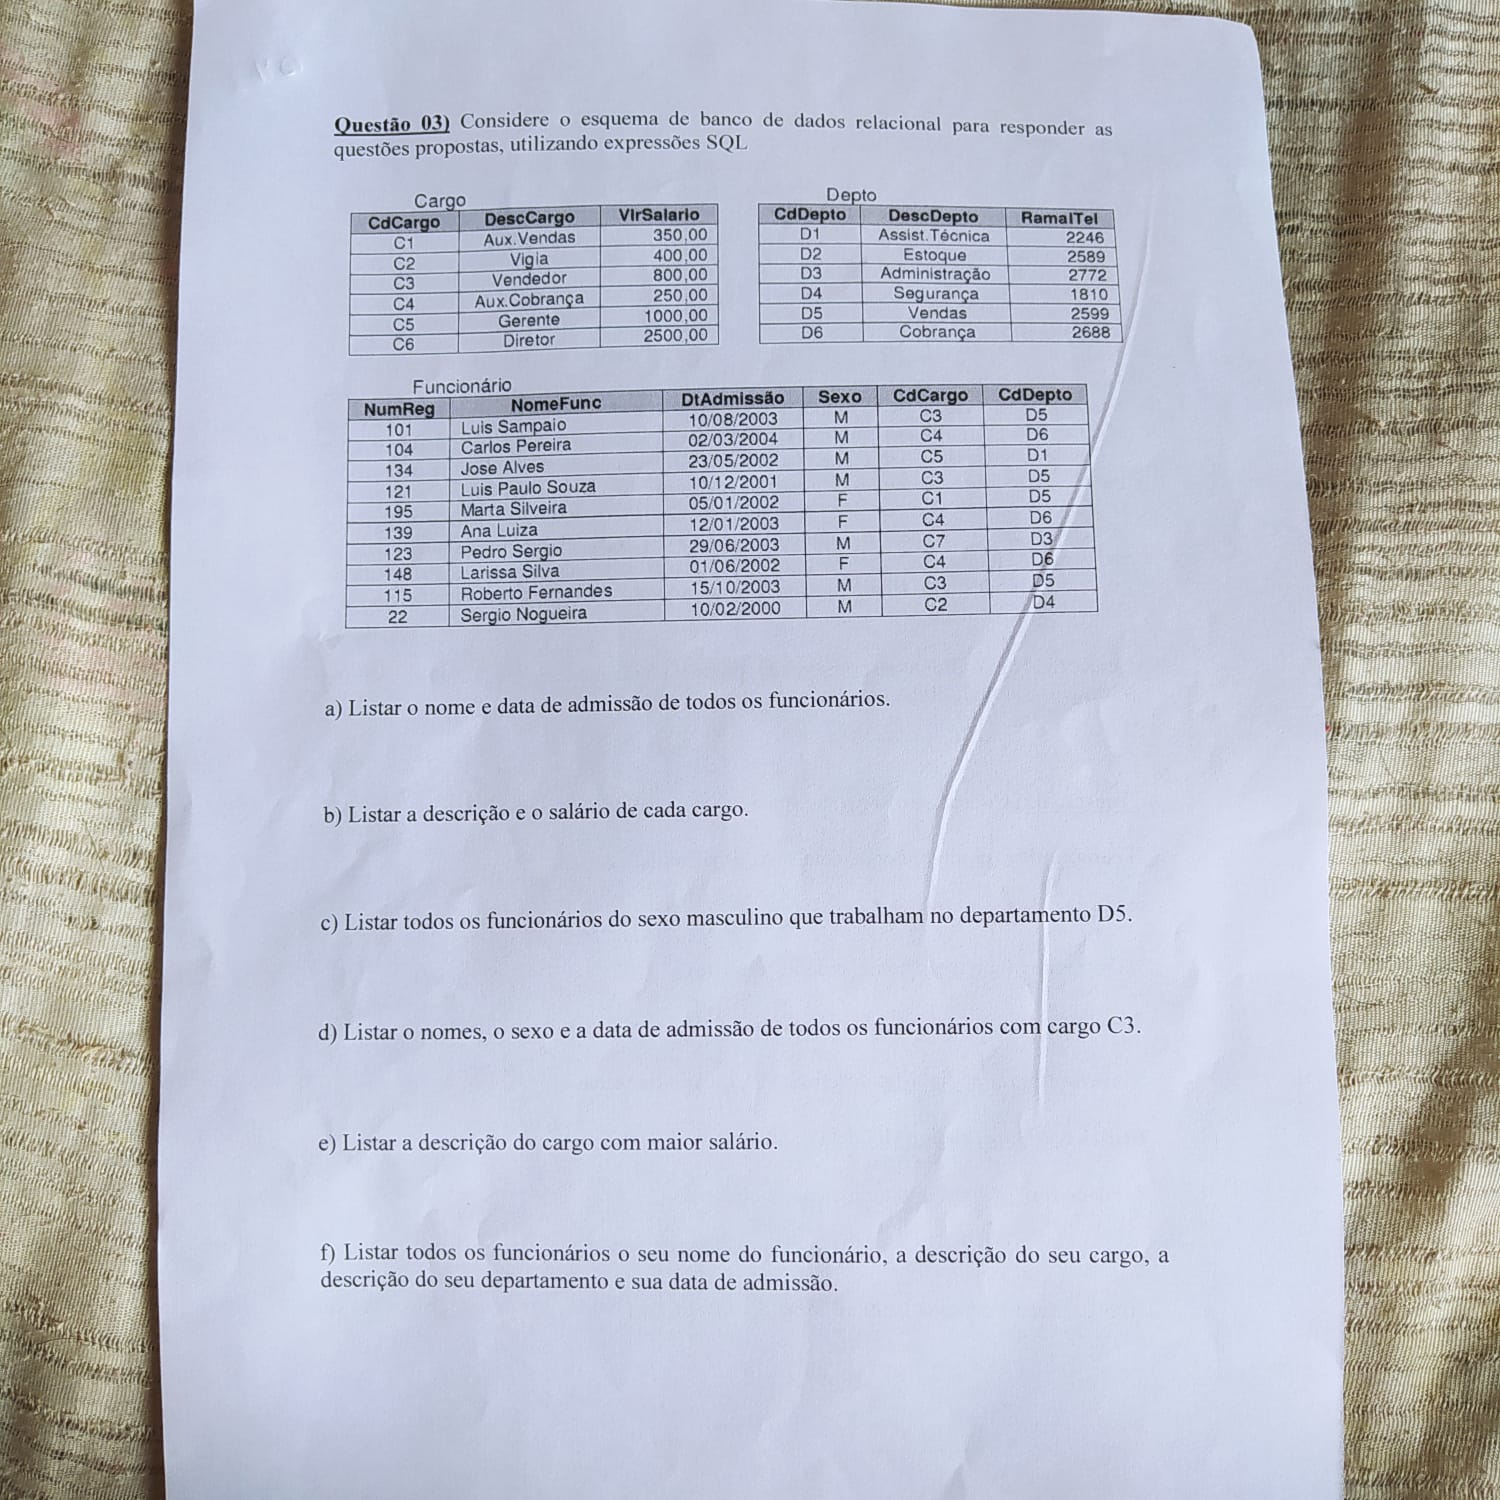 Questão 03) Considere o esquema de banco de dados relacional para responder as
questões propostas, utilizando expressões SQL
Cargo
CdCargo DescCargo VlrSalario
C1 Aux.Vendas 350,00
C2 Vigia 400,00
C3 Vendedor 800,00
C4 Aux.Cobrança 250,00
C5 Gerente 1000,00
C6 Diretor 2500,00
Depto
CdDepto DescDepto RamalTel
D1 Assist.Técnica 2246
D2 Estoque 2589
D3 Administração 2772
D4 Segurança 1810
D5 Vendas 2599
D6 Cobrança 2688
Funcionário
NumReg NomeFunc DtAdmissão Sexo CdCargo CdDepto
101 Luis Sampaio 10/08/2003 M C3 D5
104 Carlos Pereira 02/03/2004 M C4 D6
134 Jose Alves 23/05/2002 M C5 D1
121 Luis Paulo Souza 10/12/2001 M C3 D5
195 Marta Silveira 05/01/2002 F C1 D5
139 Ana Luiza 12/01/2003 F C4 D6
123 Pedro Sergio 29/06/2003 M C7 D3
148 Larissa Silva 01/06/2002 F C4 D6
115 Roberto Fernandes 15/10/2003 M C3 D5
22 Sergio Nogueira 10/02/2000 M C2 D4
a) Listar o nome e data de admissão de todos os funcionários.
b) Listar a descrição e o salário de cada cargo.
c) Listar todos os funcionários do sexo masculino que trabalham no departamento D5.
d) Listar o nomes, o sexo e a data de admissão de todos os funcionários com cargo C3.
e) Listar a descrição do cargo com maior salário.
f) Listar todos os funcionários o seu nome do funcionário, a descrição do seu cargo, a
descrição do seu departamento e sua data de admissão.